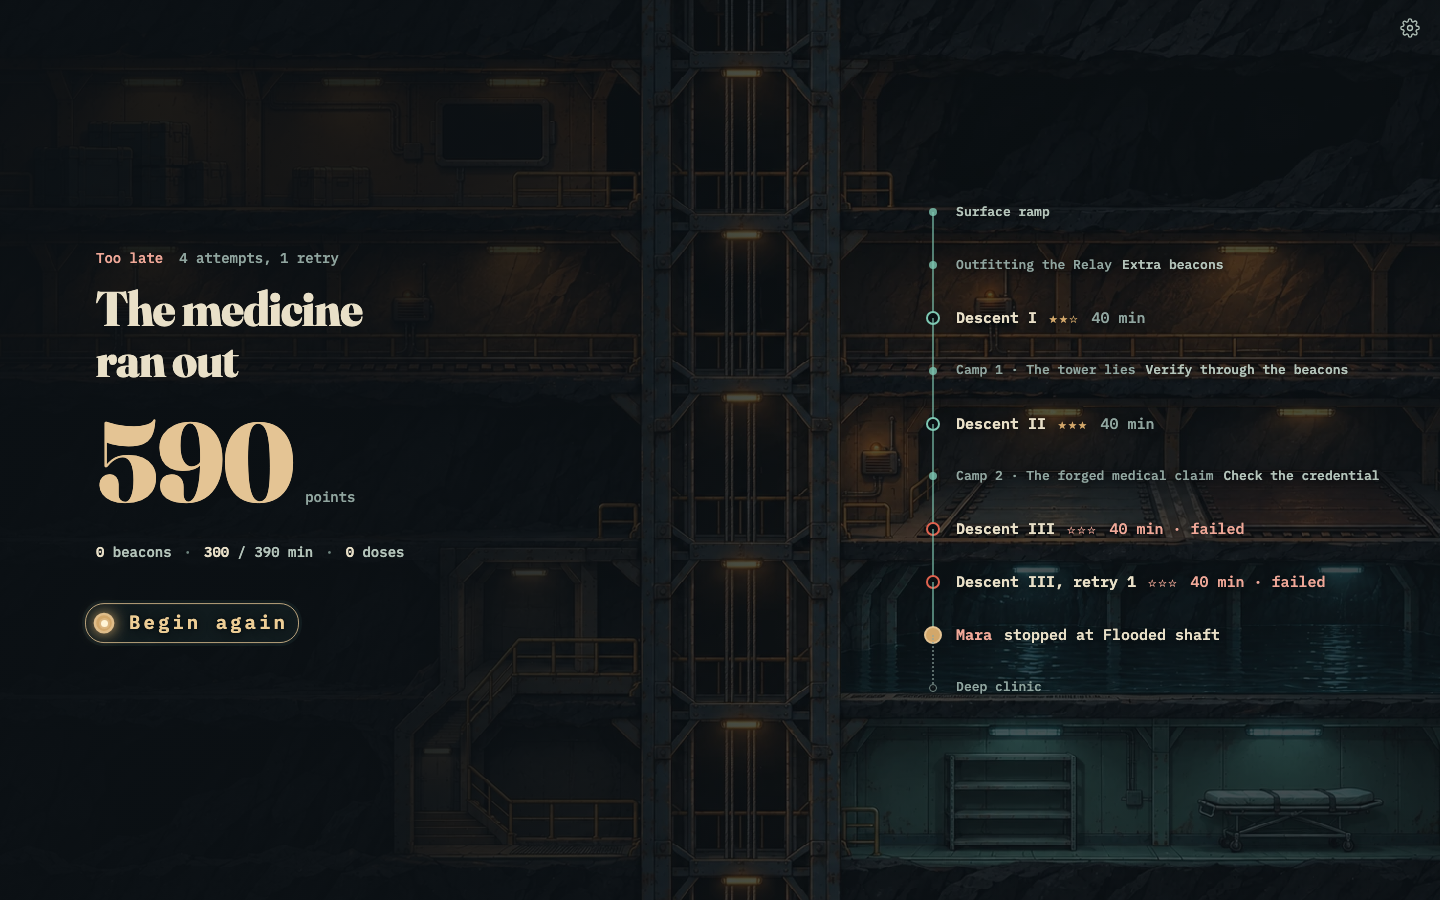 Too late 4 attempts, 1 retry
The medicine
ran out
590 points
0 beacons · 300 / 390 min · 0 doses
Begin again
Surface ramp
Outfitting the Relay Extra beacons
Descent I ★★☆ 40 min
Camp 1 · The tower lies Verify through the beacons
Descent II ★★★ 40 min
Camp 2 · The forged medical claim Check the credential
Descent III ☆☆☆ 40 min · failed
Descent III, retry 1 ☆☆☆ 40 min · failed
Mara stopped at Flooded shaft
Deep clinic